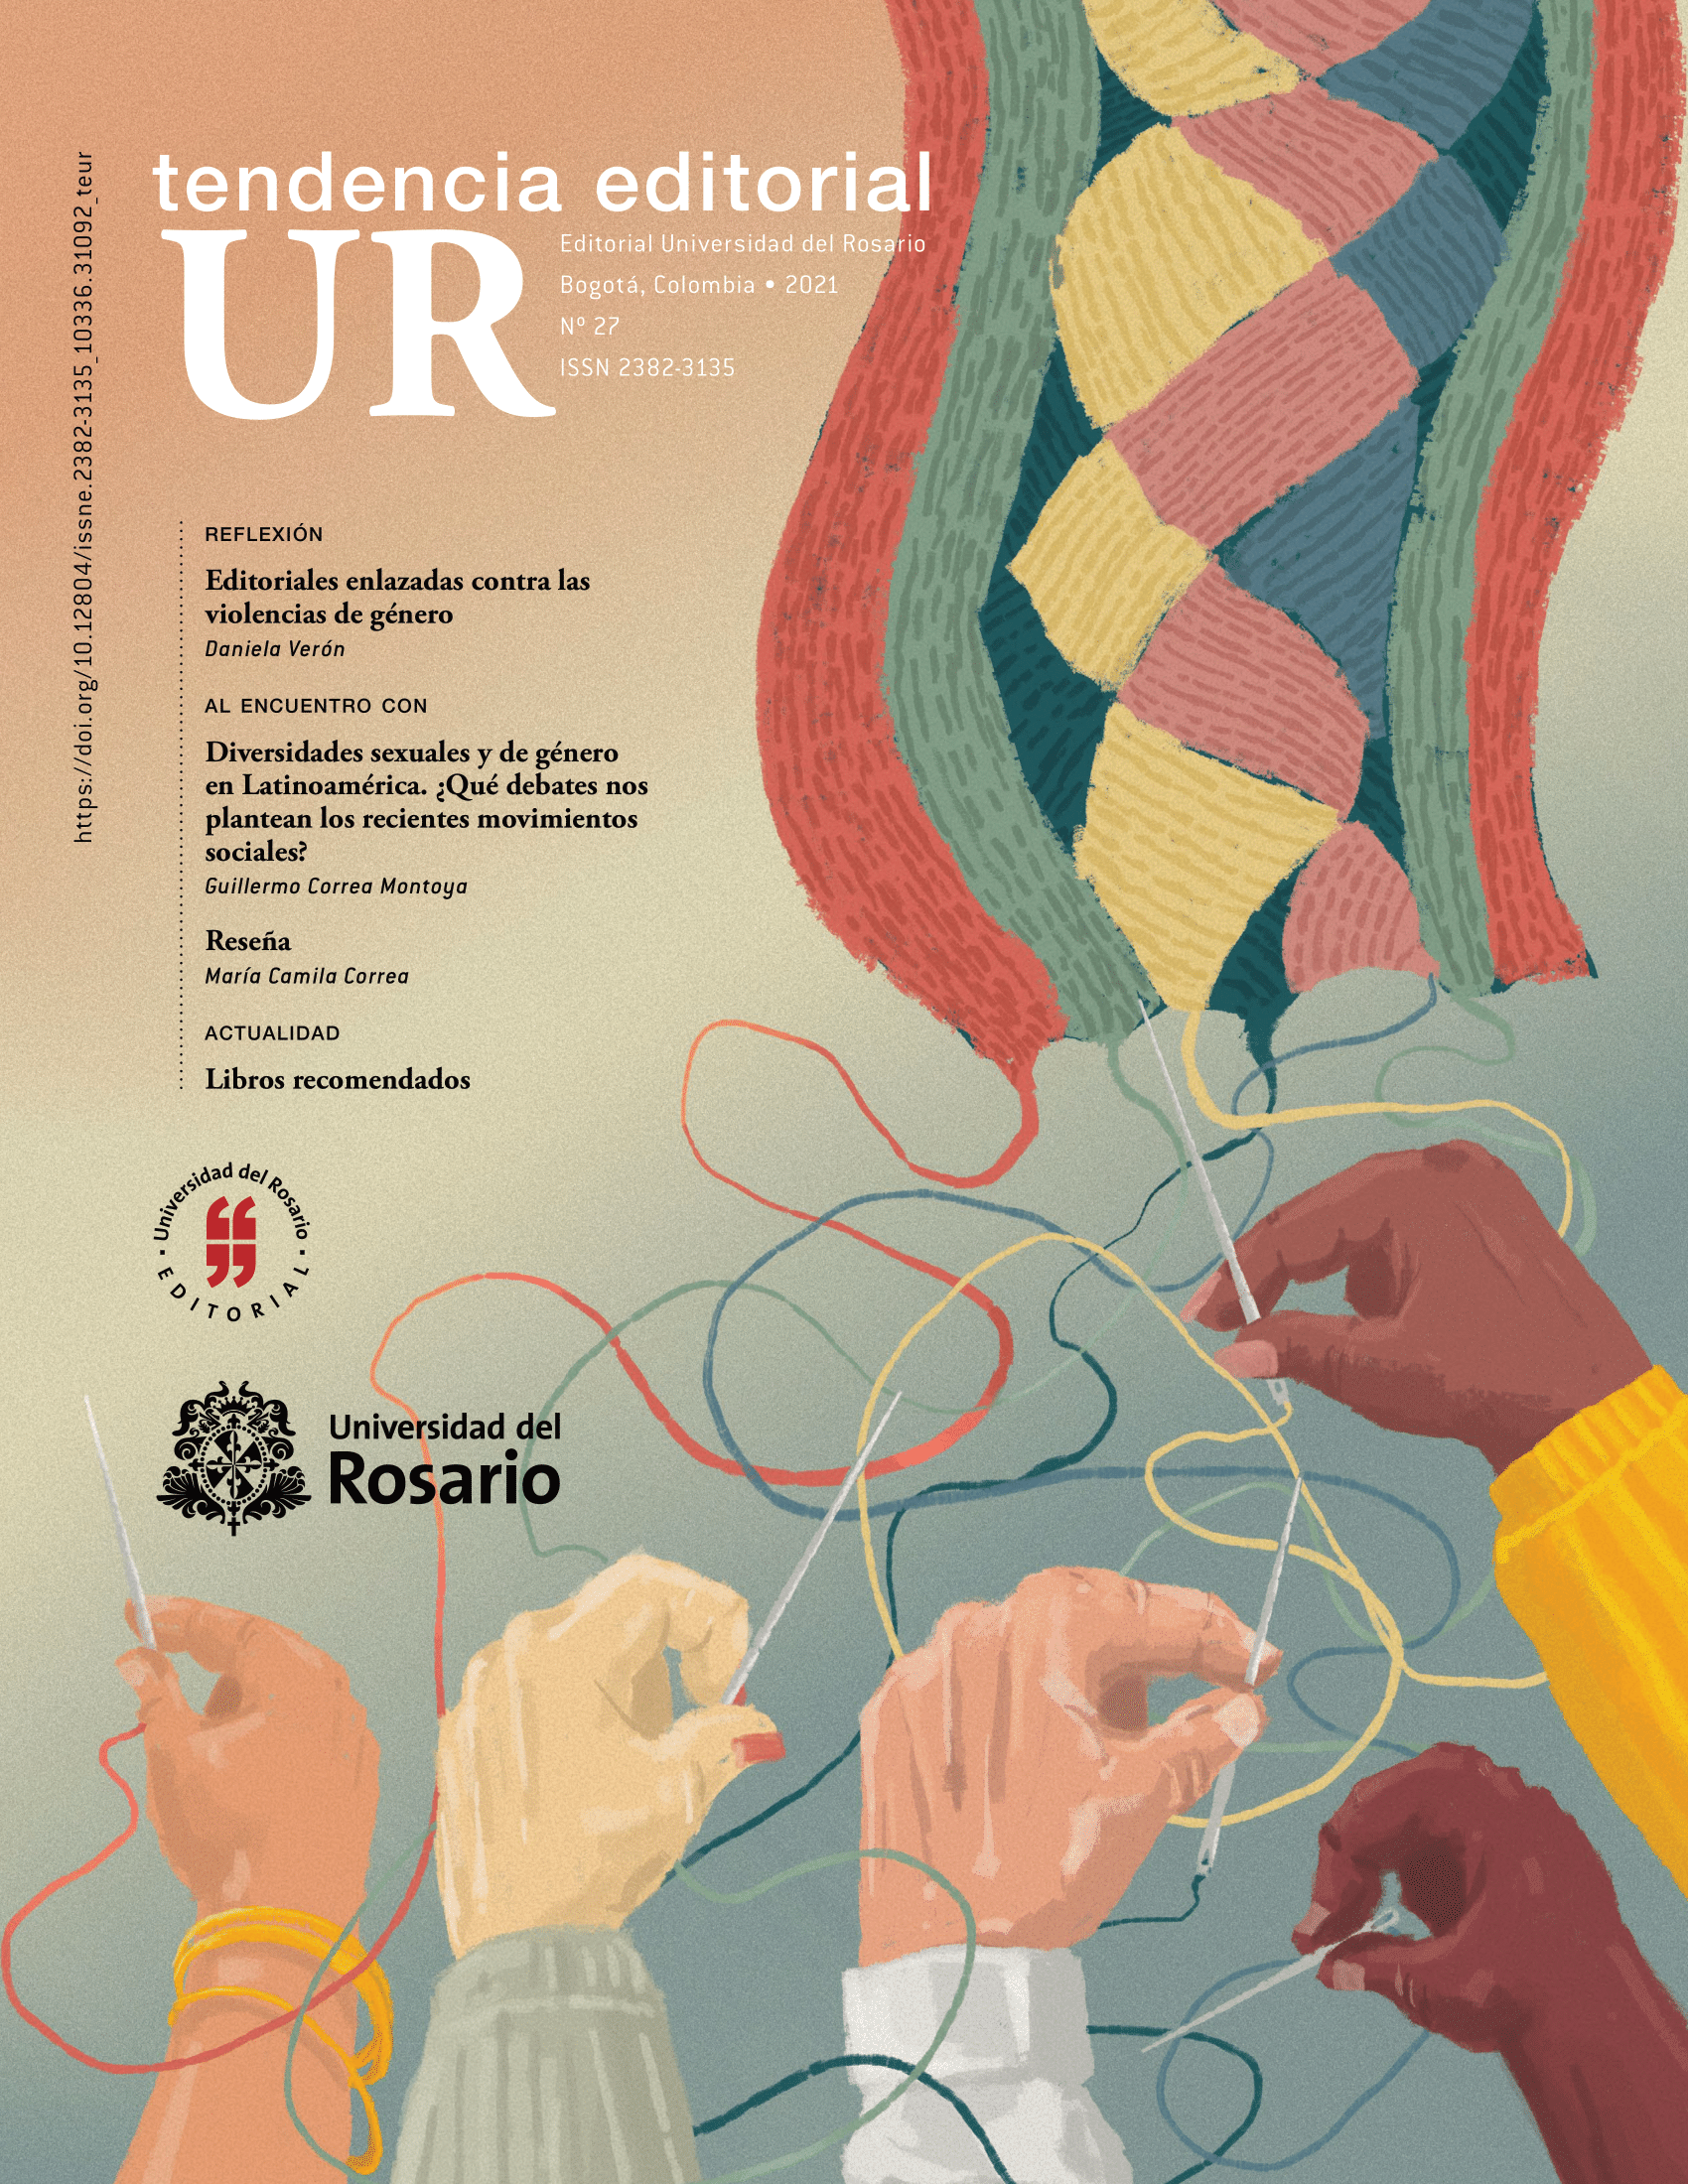 tendencia editorial
UR
Editorial Universidad del Rosario
Bogotá, Colombia • 2021
Nº 27
ISSN 2382-3135
https://doi.org/10.12804/issne.2382-3135_10336.31092_teur
REFLEXIÓN
Editoriales enlazadas contra las
violencias de género
Daniela Verón
AL ENCUENTRO CON
Diversidades sexuales y de género
en Latinoamérica. ¿Qué debates nos
plantean los recientes movimientos
sociales?
Guillermo Correa Montoya
Reseña
María Camila Correa
ACTUALIDAD
Libros recomendados
Universidad del Rosario
· EDITORIAL ·
Universidad del
Rosario